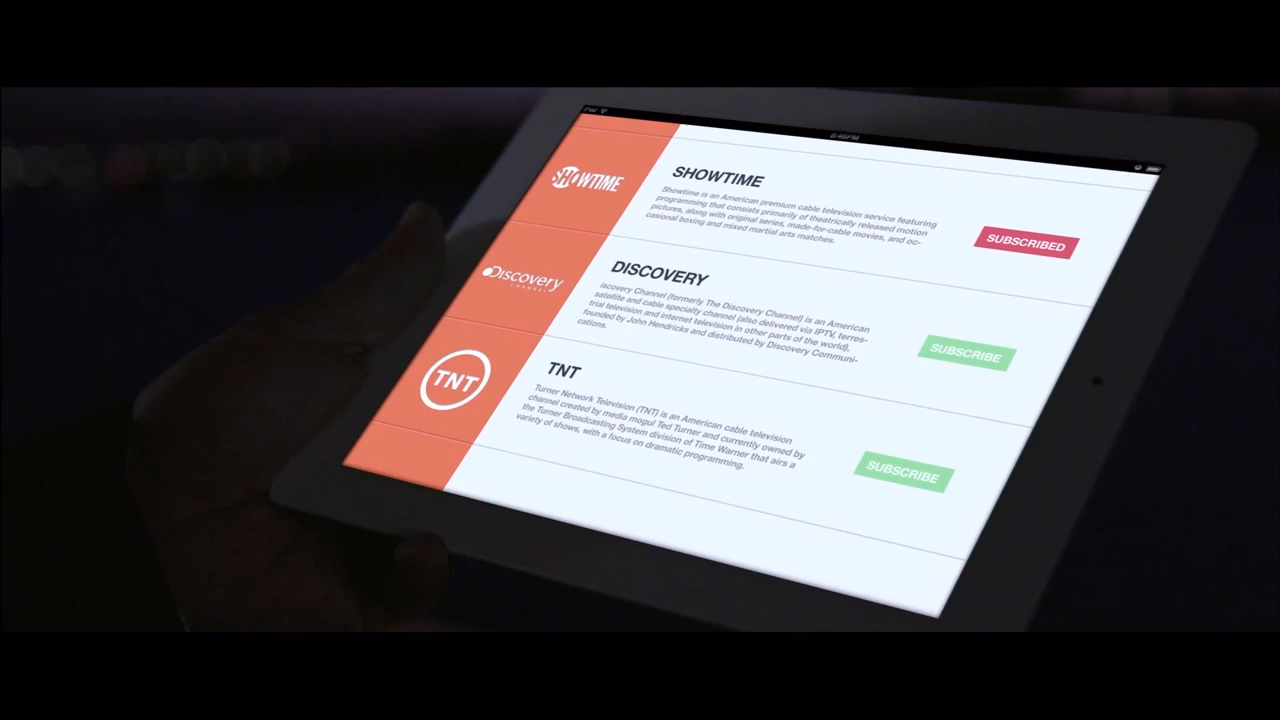 iPad
5:49PM
SHOWTIME
SHOWTIME
Showtime is an American premium cable television service featuring
programming that consists primarily of theatrically released motion
pictures, along with original series, made-for-cable movies, and oc-
casional boxing and mixed martial arts matches.
SUBSCRIBED
Discovery
CHANNEL
DISCOVERY
iscovery Channel (formerly The Discovery Channel) is an American
satellite and cable specialty channel (also delivered via IPTV, terres-
trial television and internet television in other parts of the world),
founded by John Hendricks and distributed by Discovery Communi-
cations.
SUBSCRIBE
TNT
TNT
Turner Network Television (TNT) is an American cable television
channel created by media mogul Ted Turner and currently owned by
the Turner Broadcasting System division of Time Warner that airs a
variety of shows, with a focus on dramatic programming.
SUBSCRIBE